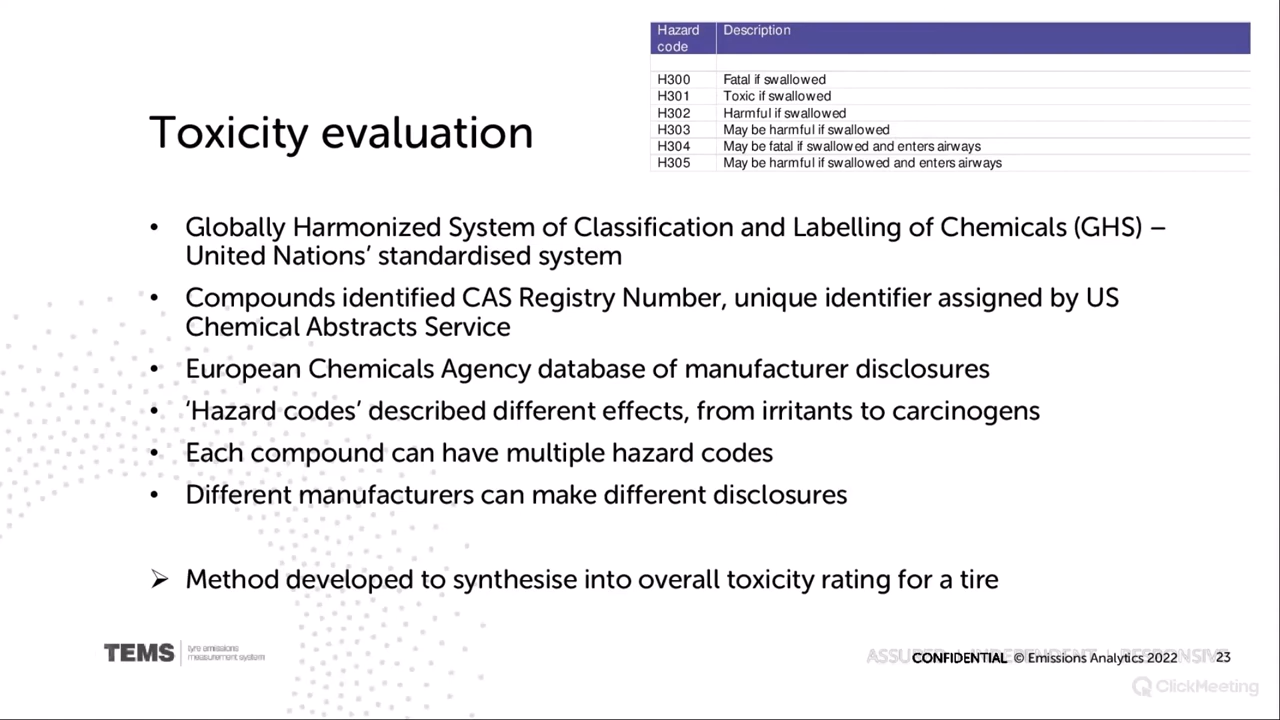 Hazard code
Description
H300 Fatal if swallowed
H301 Toxic if swallowed
H302 Harmful if swallowed
H303 May be harmful if swallowed
H304 May be fatal if swallowed and enters airways
H305 May be harmful if swallowed and enters airways
Toxicity evaluation
• Globally Harmonized System of Classification and Labelling of Chemicals (GHS) –
United Nations’ standardised system
• Compounds identified CAS Registry Number, unique identifier assigned by US
Chemical Abstracts Service
• European Chemicals Agency database of manufacturer disclosures
• ‘Hazard codes’ described different effects, from irritants to carcinogens
• Each compound can have multiple hazard codes
• Different manufacturers can make different disclosures
➢ Method developed to synthesise into overall toxicity rating for a tire
TEMS
tyre emissions
measurement system
CONFIDENTIAL © Emissions Analytics 2022 23
ClickMeeting